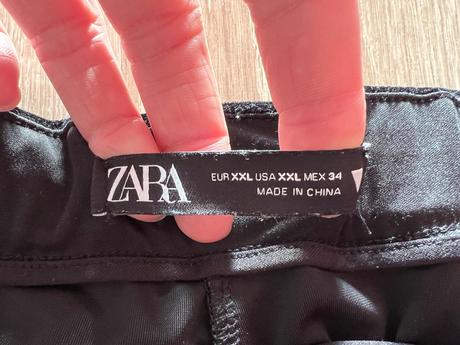 ZARA
EUR XXL USA XXL MEX 34
MADE IN CHINA